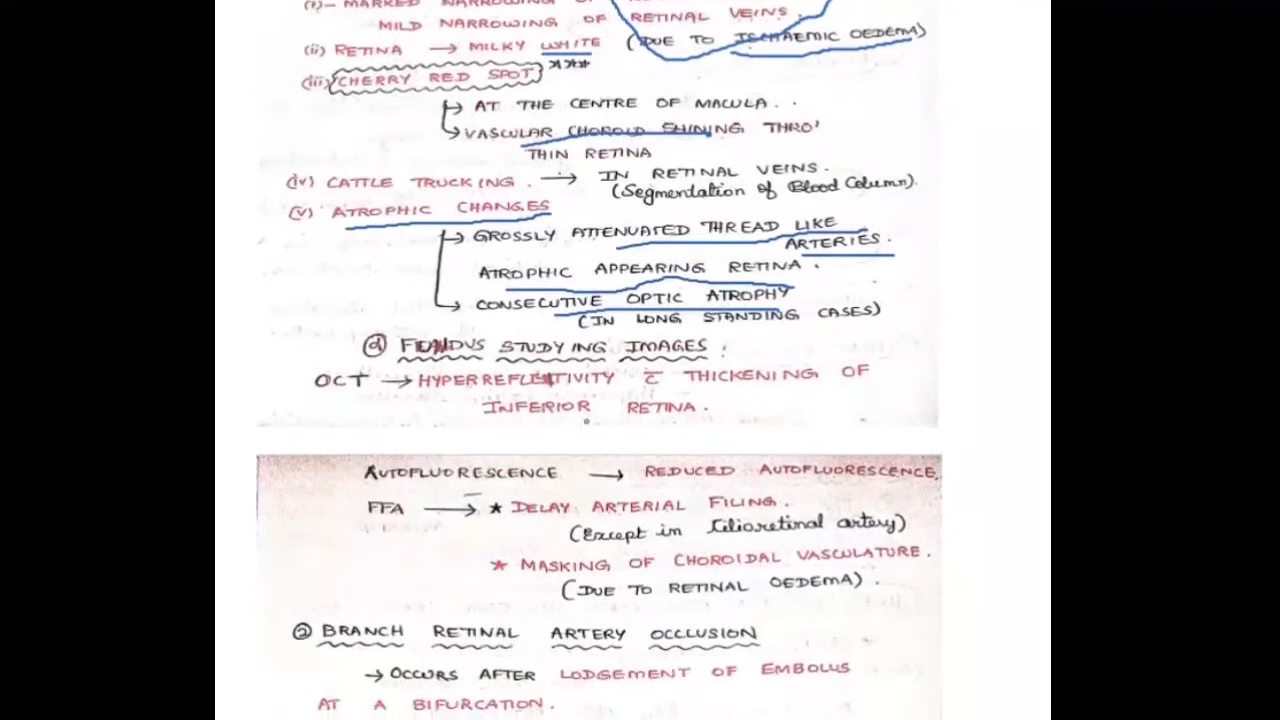 (i) - MARKED NARROWING OF
MILD NARROWING OF RETINAL VEINS.
(ii) RETINA → MILKY WHITE (DUE TO ISCHAEMIC OEDEMA)
***
(iii) CHERRY RED SPOT
→ AT THE CENTRE OF MACULA . .
→ VASCULAR CHOROID SHINING THRO'
THIN RETINA
(iv) CATTLE TRUCKING . → IN RETINAL VEINS.
(Segmentation of Blood Column).
(v) ATROPHIC CHANGES
→ GROSSLY ATTENUATED THREAD LIKE
ARTERIES.
ATROPHIC APPEARING RETINA .
→ CONSECUTIVE OPTIC ATROPHY
(IN LONG STANDING CASES)
(d) FUNDUS STUDYING IMAGES .
OCT → HYPERREFLECTIVITY c̄ THICKENING OF
INFERIOR RETINA .
AUTOFLUORESCENCE → REDUCED AUTOFLUORESCENCE.
FFA → * DELAY ARTERIAL FILING.
(Except in Cilioretinal artery)
* MASKING OF CHOROIDAL VASCULATURE .
(DUE TO RETINAL OEDEMA) .
② BRANCH RETINAL ARTERY OCCLUSION
→ OCCURS AFTER LODGEMENT OF EMBOLUS
AT A BIFURCATION.